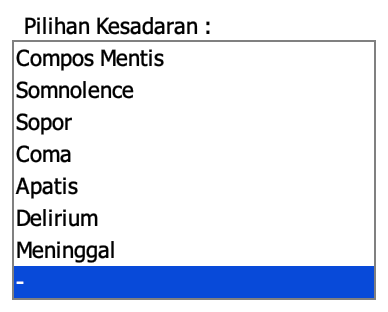 Pilihan Kesadaran :
Compos Mentis
Somnolence
Sopor
Coma
Apatis
Delirium
Meninggal
-